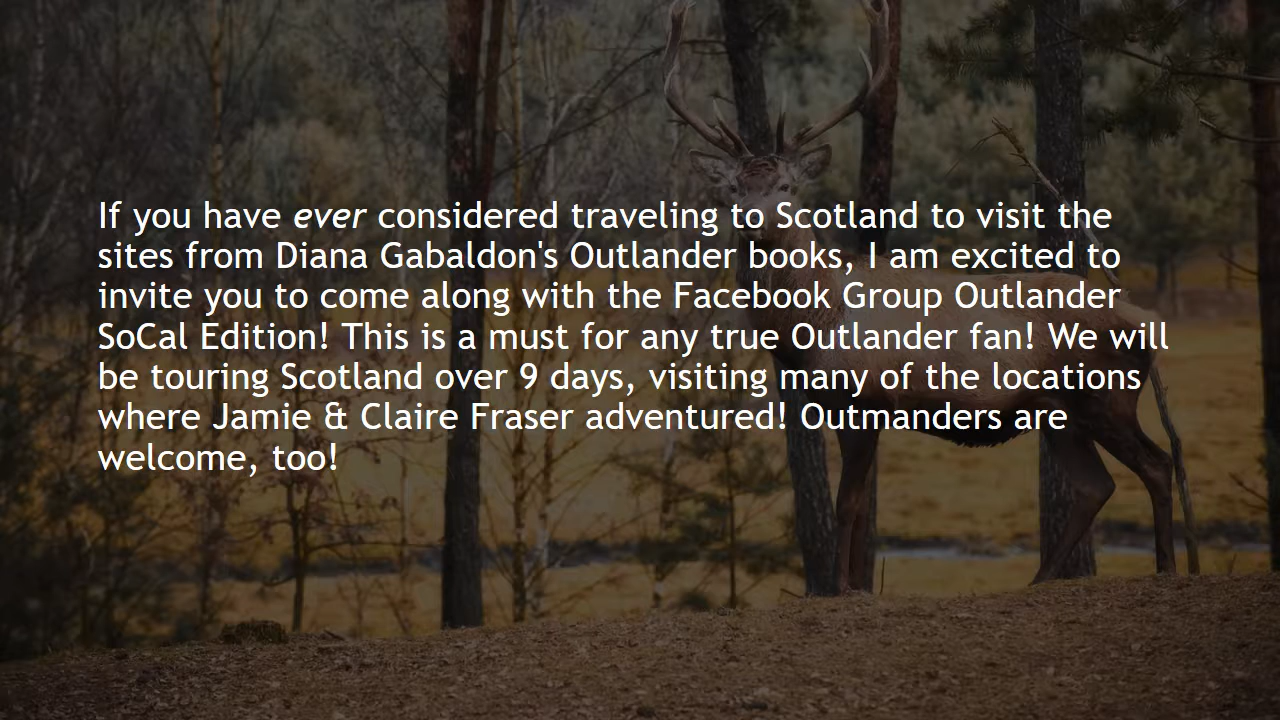 If you have ever considered traveling to Scotland to visit the
sites from Diana Gabaldon's Outlander books, I am excited to
invite you to come along with the Facebook Group Outlander
SoCal Edition! This is a must for any true Outlander fan! We will
be touring Scotland over 9 days, visiting many of the locations
where Jamie & Claire Fraser adventured! Outmanders are
welcome, too!